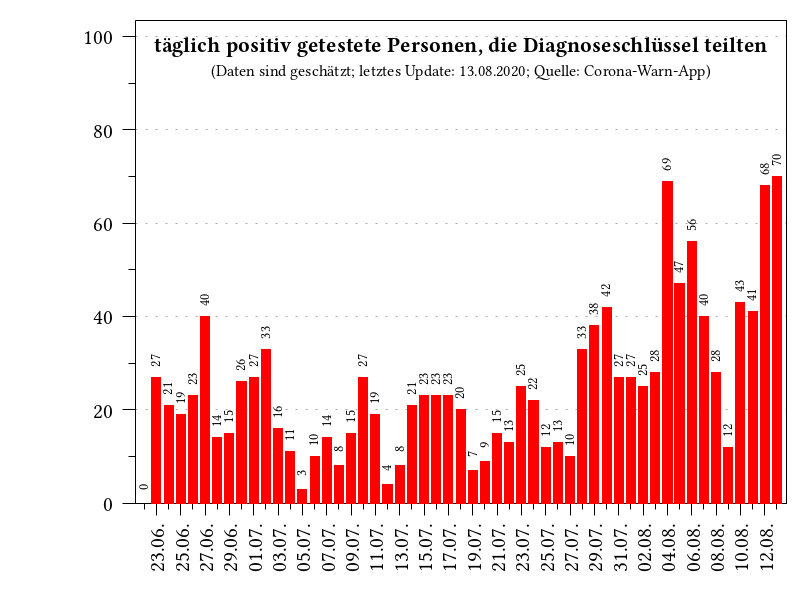 täglich positiv getestete Personen, die Diagnoseschlüssel teilten
(Daten sind geschätzt; letztes Update: 13.08.2020; Quelle: Corona-Warn-App)
100
80
60
40
20
0
0 27 21 19 23 40 14 15 26 27 33 16 11 3 10 14 8 15 27 19 4 8 21 23 23 23 20 7 9 15 13 25 22 12 13 10 33 38 42 27 27 25 28 69 47 56 40 28 12 43 41 68 70
23.06. 25.06. 27.06. 29.06. 01.07. 03.07. 05.07. 07.07. 09.07. 11.07. 13.07. 15.07. 17.07. 19.07. 21.07. 23.07. 25.07. 27.07. 29.07. 31.07. 02.08. 04.08. 06.08. 08.08. 10.08. 12.08.